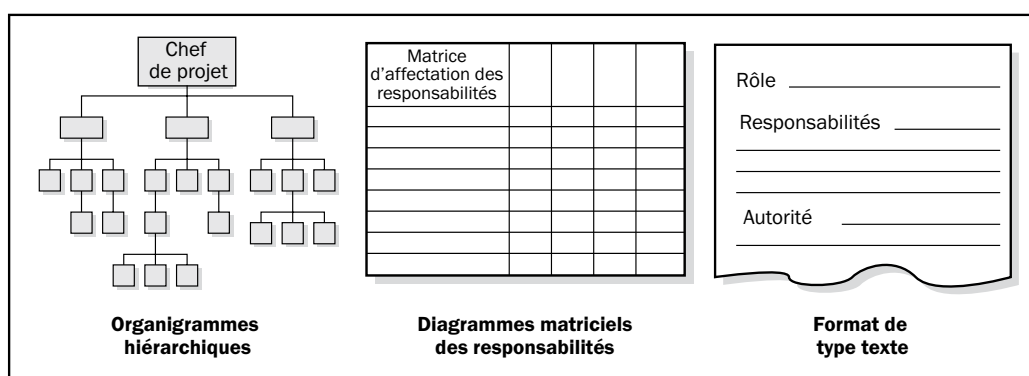 Chef
de projet
Matrice
d'affectation des
responsabilités
Rôle
Responsabilités
Autorité
Organigrammes
hiérarchiques
Diagrammes matriciels
des responsabilités
Format de
type texte